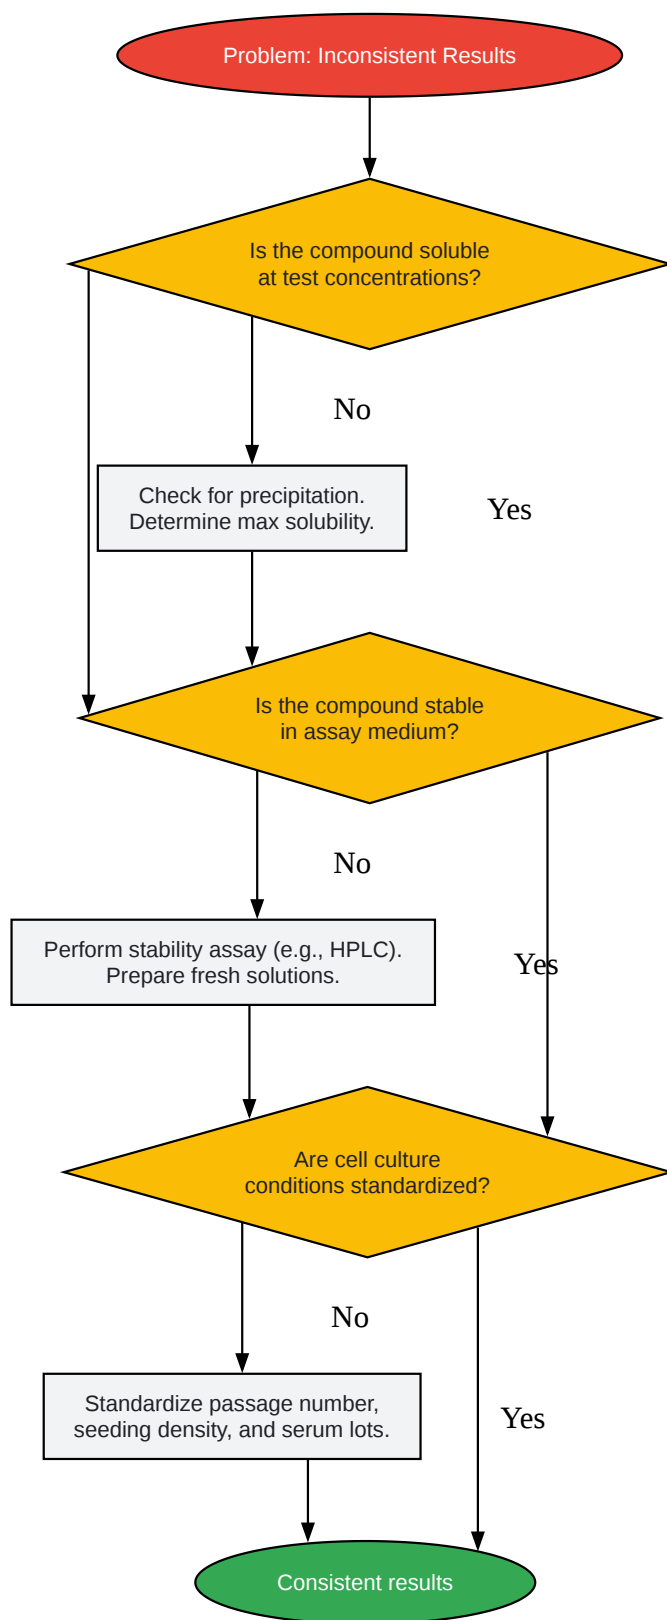 Problem: Inconsistent Results
Is the compound soluble
at test concentrations?
No
Check for precipitation.
Determine max solubility.
Yes
Is the compound stable
in assay medium?
No
Perform stability assay (e.g., HPLC).
Prepare fresh solutions.
Yes
Are cell culture
conditions standardized?
No
Standardize passage number,
seeding density, and serum lots.
Yes
Consistent results